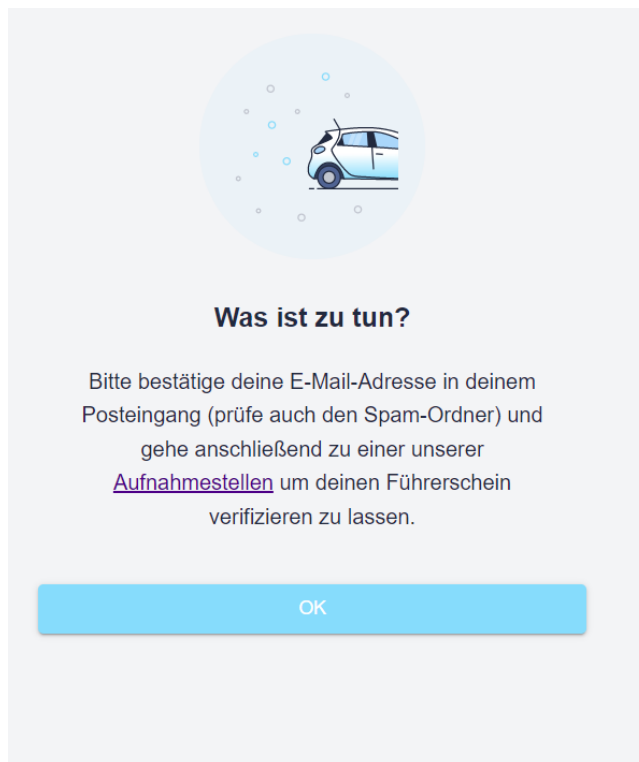 Was ist zu tun?
Bitte bestätige deine E-Mail-Adresse in deinem
Posteingang (prüfe auch den Spam-Ordner) und
gehe anschließend zu einer unserer
Aufnahmestellen um deinen Führerschein
verifizieren zu lassen.
OK